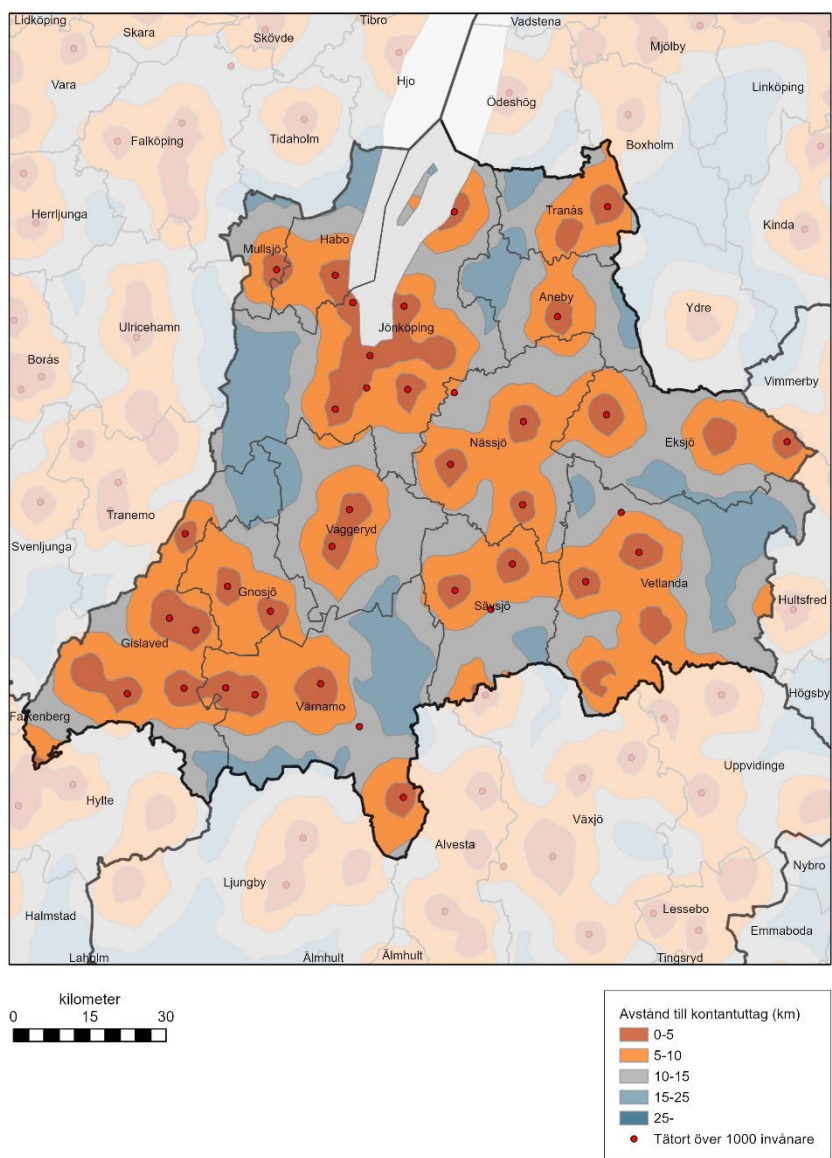 Lidköping
Tibro
Vadstena
Skara
Skövde
Mjölby
Vara
Hjo
Linköping
Ödeshög
Falköping
Tidaholm
Boxholm
Herrljunga
Tranås
Kinda
Habo
Mullsjö
Aneby
Ydre
Ulricehamn
Jönköping
Borås
Vimmerby
Nässjö
Eksjö
Tranemo
Vaggeryd
Svenljunga
Gnosjö
Vetlanda
Hultsfred
Sävsjö
Gislaved
Högsby
Värnamo
Falkenberg
Uppvidinge
Hylte
Växjö
Alvesta
Nybro
Ljungby
Halmstad
Lessebo
Emmaboda
Laholm
Älmhult
Älmhult
Tingsryd
kilometer
0 15 30
Avstånd till kontantuttag (km)
0-5
5-10
10-15
15-25
25-
Tätort över 1000 invånare